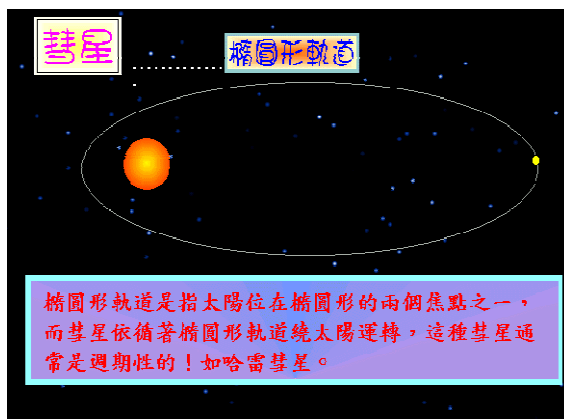 彗星
橢圓形軌道
橢圓形軌道是指太陽位在橢圓形的兩個焦點之一，
而彗星依循著橢圓形軌道繞太陽運轉，這種彗星通
常是週期性的！如哈雷彗星。